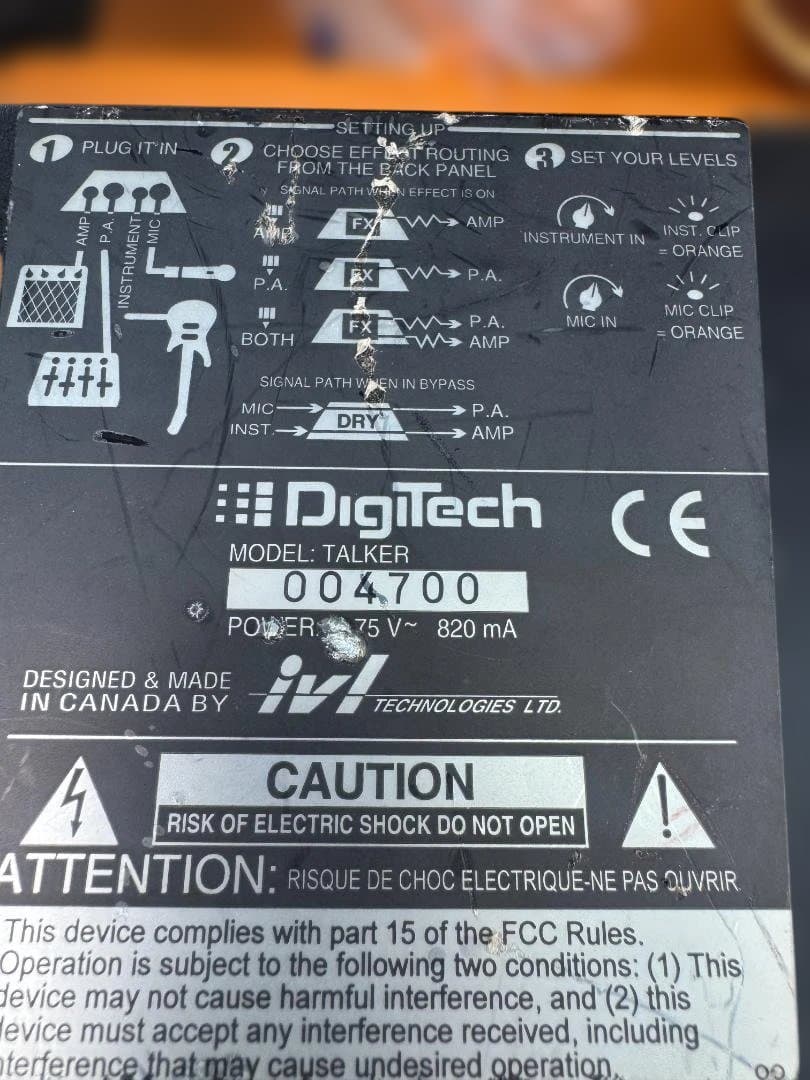 SETTING UP
1 PLUG IT IN
AMP
P.A.
INSTRUMENT
MIC
2 CHOOSE EFFECT ROUTING
FROM THE BACK PANEL
SIGNAL PATH WHEN EFFECT IS ON
AMP FX AMP
P.A. FX P.A.
BOTH FX P.A.
AMP
SIGNAL PATH WHEN IN BYPASS
MIC P.A.
DRY
INST. AMP
3 SET YOUR LEVELS
INSTRUMENT IN
INST. CLIP
= ORANGE
MIC IN
MIC CLIP
= ORANGE
DigiTech
CE
MODEL: TALKER
004700
POWER: 75 V~ 820 mA
DESIGNED & MADE
IN CANADA BY
ivl TECHNOLOGIES LTD.
CAUTION
RISK OF ELECTRIC SHOCK DO NOT OPEN
ATTENTION: RISQUE DE CHOC ELECTRIQUE-NE PAS OUVRIR
This device complies with part 15 of the FCC Rules.
Operation is subject to the following two conditions: (1) This
device may not cause harmful interference, and (2) this
device must accept any interference received, including
interference that may cause undesired operation.